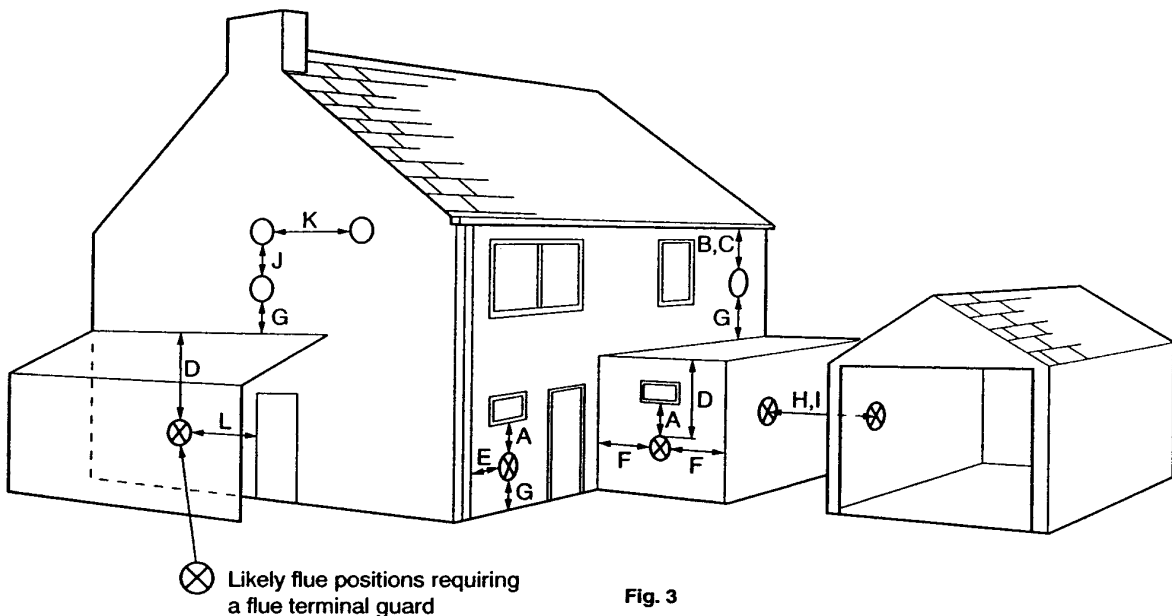 K
J
G
B,C
G
D
L
A
E
G
A
D
F
F
H,I
Likely flue positions requiring
a flue terminal guard
Fig. 3